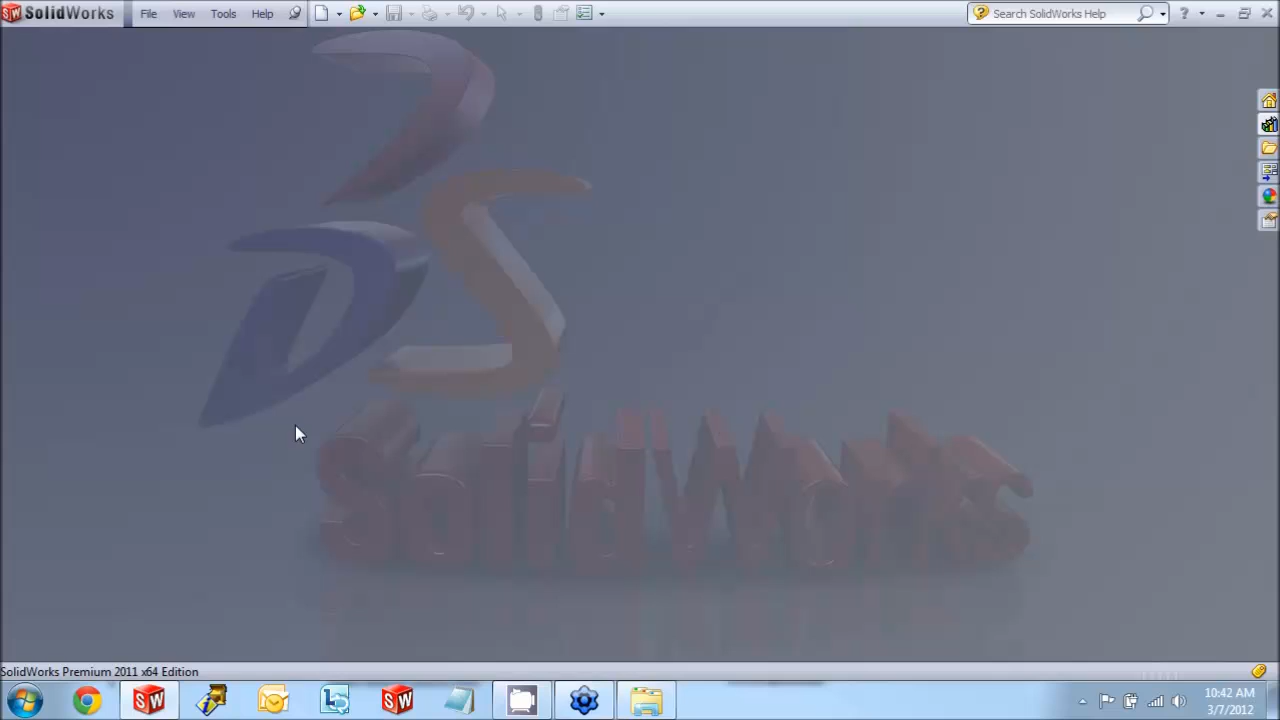 SolidWorks
File View Tools Help
Search SolidWorks Help
SolidWorks
SolidWorks Premium 2011 x64 Edition
10:42 AM
3/7/2012